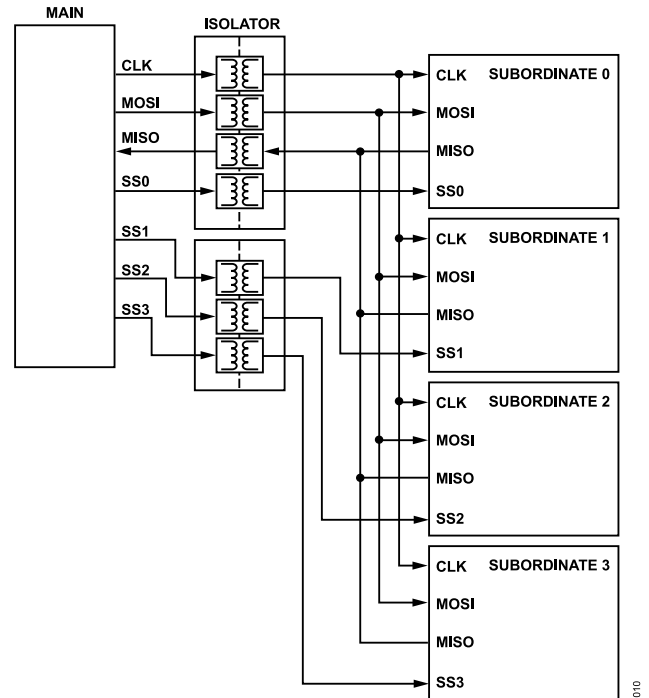 MAIN
ISOLATOR
CLK
MOSI
MISO
SS0
SS1
SS2
SS3
CLK SUBORDINATE 0
MOSI
MISO
SS0
CLK SUBORDINATE 1
MOSI
MISO
SS1
CLK SUBORDINATE 2
MOSI
MISO
SS2
CLK SUBORDINATE 3
MOSI
MISO
SS3
010